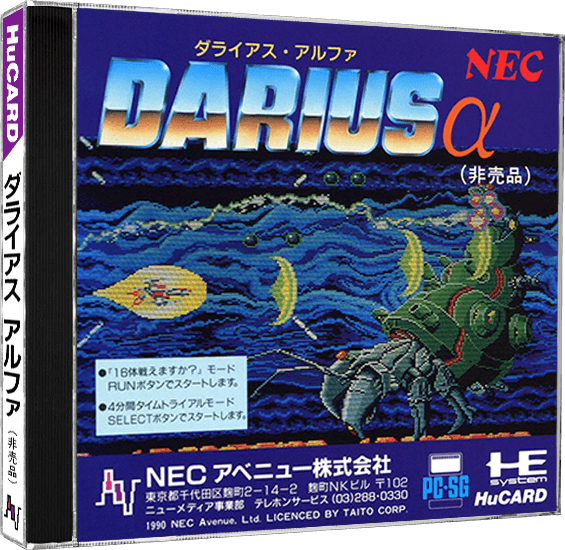 HuCARD
ダライアス アルファ
(非売品)
ダライアス・アルファ
NEC
DARIUS α
(非売品)
●「16体戦えますか?」モード
RUNボタンでスタートします。
●4分間タイムトライアルモード
SELECTボタンでスタートします。
NEC アベニュー株式会社
東京都千代田区麹町2-14-2 麹町NKビル 〒102
ニューメディア事業部 テレホンサービス (03)288-0330
1990 NEC Avenue, Ltd. LICENCED BY TAITO CORP.
PC-SG
HE
system
HuCARD